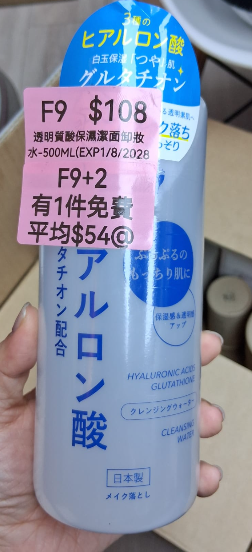 3種の
ヒアルロン酸
白玉保湿「つや」肌
グルタチオン
F9 $108
透明質酸保濕潔面卸妝
水-500ML(EXP1/8/2028
F9+2
有1件免費
平均$54@
ク落ち
アルロン酸
タチオン配合
ぷるぷるの
もっちり肌に
保湿感&透明感
アップ
HYALURONIC ACID
GLUTATHIONE
クレンジングウォーター
CLEANSING
WATER
日本製
メイク落とし